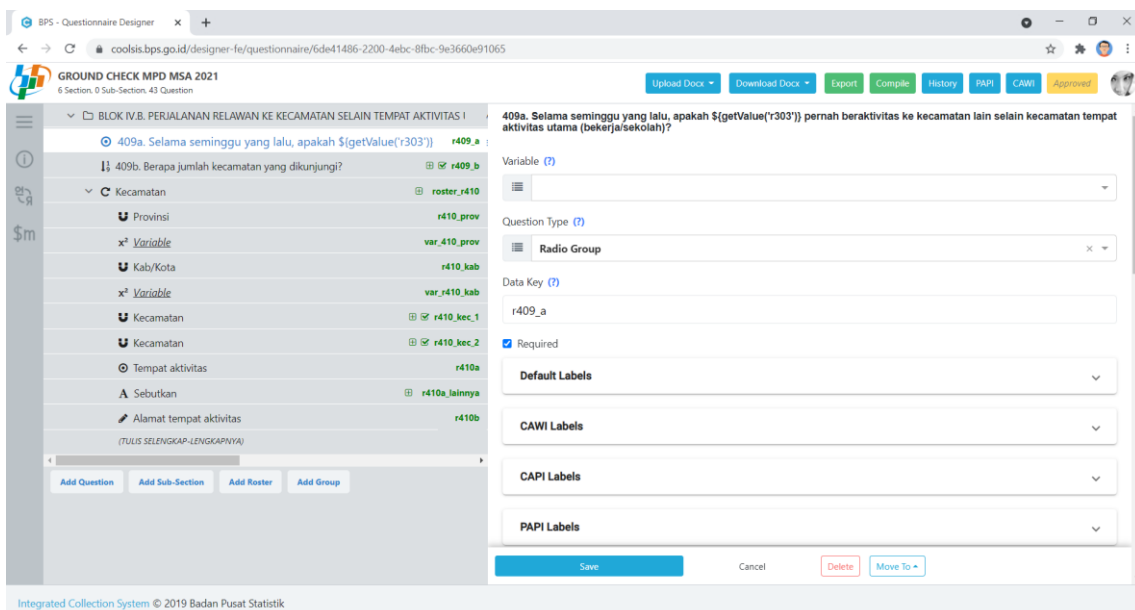 BPS - Questionnaire Designer
coolsis.bps.go.id/designer-fe/questionnaire/6de41486-2200-4ebc-8fbc-9e3660e91065
GROUND CHECK MPD MSA 2021
6 Section, 0 Sub-Section, 43 Question
Upload Docx Download Docx Export Compile History PAPI CAWI Approved
BLOK IV.B. PERJALANAN RELAWAN KE KECAMATAN SELAIN TEMPAT AKTIVITAS
409a. Selama seminggu yang lalu, apakah ${getValue('r303')} r409_a
409b. Berapa jumlah kecamatan yang dikunjungi? r409_b
Kecamatan roster_r410
Provinsi r410_prov
x² Variable var_410_prov
Kab/Kota r410_kab
x² Variable var_r410_kab
Kecamatan r410_kec_1
Kecamatan r410_kec_2
Tempat aktivitas r410a
A Sebutkan r410a_lainnya
Alamat tempat aktivitas r410b
(TULIS SELENGKAP-LENGKAPNYA)
Add Question Add Sub-Section Add Roster Add Group
$m
409a. Selama seminggu yang lalu, apakah ${getValue('r303')} pernah beraktivitas ke kecamatan lain selain kecamatan tempat
aktivitas utama (bekerja/sekolah)?
Variable (?)
Question Type (?)
Radio Group
Data Key (?)
r409_a
Required
Default Labels
CAWI Labels
CAPI Labels
PAPI Labels
Save Cancel Delete Move To
Integrated Collection System © 2019 Badan Pusat Statistik